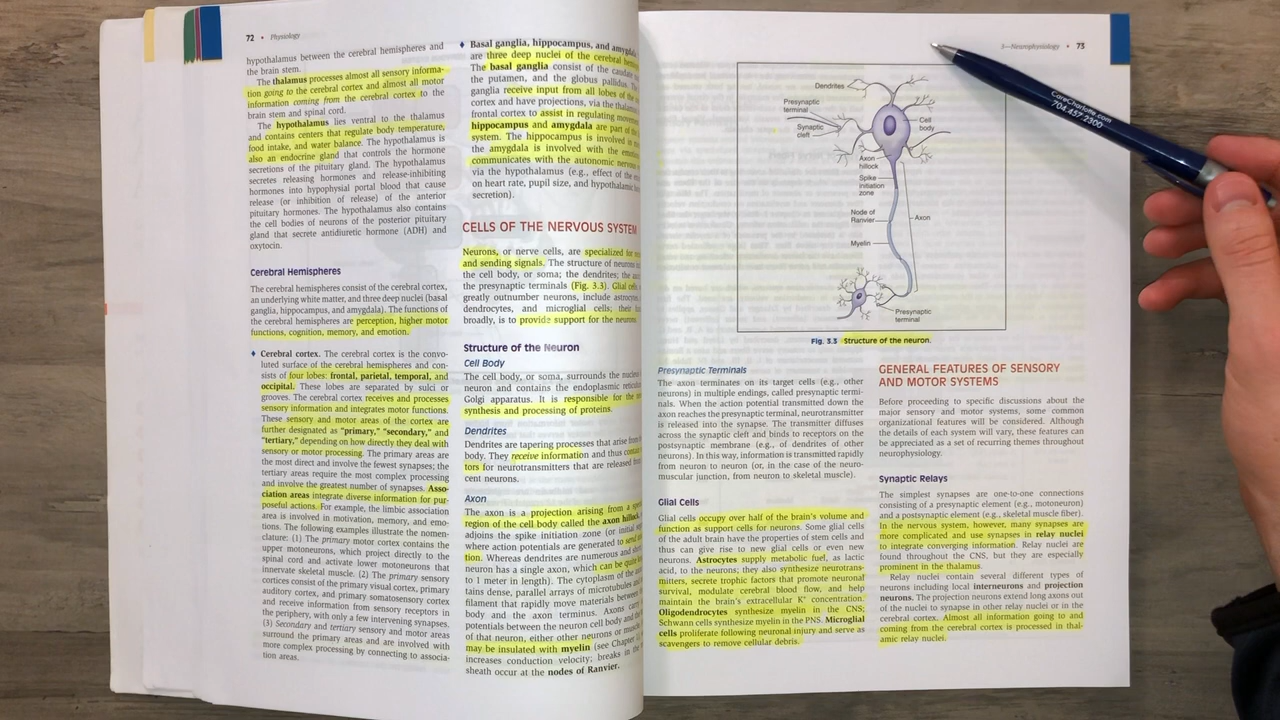 72 • Physiology
hypothalamus between the cerebral hemispheres and
the brain stem.
The thalamus processes almost all sensory informa-
tion going to the cerebral cortex and almost all motor
information coming from the cerebral cortex to the
brain stem and spinal cord.
The hypothalamus lies ventral to the thalamus
and contains centers that regulate body temperature,
food intake, and water balance. The hypothalamus is
also an endocrine gland that controls the hormone
secretions of the pituitary gland. The hypothalamus
secretes releasing hormones and release-inhibiting
hormones into hypophysial portal blood that cause
release (or inhibition of release) of the anterior
pituitary hormones. The hypothalamus also contains
the cell bodies of neurons of the posterior pituitary
gland that secrete antidiuretic hormone (ADH) and
oxytocin.
Cerebral Hemispheres
The cerebral hemispheres consist of the cerebral cortex,
an underlying white matter, and three deep nuclei (basal
ganglia, hippocampus, and amygdala). The functions of
the cerebral hemispheres are perception, higher motor
functions, cognition, memory, and emotion.
♦ Cerebral cortex. The cerebral cortex is the convo-
luted surface of the cerebral hemispheres and con-
sists of four lobes: frontal, parietal, temporal, and
occipital. These lobes are separated by sulci or
grooves. The cerebral cortex receives and processes
sensory information and integrates motor functions.
These sensory and motor areas of the cortex are
further designated as "primary," "secondary," and
"tertiary," depending on how directly they deal with
sensory or motor processing. The primary areas are
the most direct and involve the fewest synapses; the
tertiary areas require the most complex processing
and involve the greatest number of synapses. Asso-
ciation areas integrate diverse information for pur-
poseful actions. For example, the limbic association
area is involved in motivation, memory, and emo-
tions. The following examples illustrate the nomen-
clature: (1) The primary motor cortex contains the
upper motoneurons, which project directly to the
spinal cord and activate lower motoneurons that
innervate skeletal muscle. (2) The primary sensory
cortices consist of the primary visual cortex, primary
auditory cortex, and primary somatosensory cortex
and receive information from sensory receptors in
the periphery, with only a few intervening synapses.
(3) Secondary and tertiary sensory and motor areas
surround the primary areas and are involved with
more complex processing by connecting to associa-
tion areas.
♦ Basal ganglia, hippocampus, and amygdala
are three deep nuclei of the cerebral
The basal ganglia consist of the caudate
the putamen, and the globus pallidus. The
ganglia receive input from all lobes of the
cortex and have projections, via the
frontal cortex to assist in regulating
hippocampus and amygdala are part of
system. The hippocampus is involved in
the amygdala is involved with the
communicates with the autonomic
via the hypothalamus (e.g., effect of the
on heart rate, pupil size, and hypothalamic
secretion).
CELLS OF THE NERVOUS SYSTEM
Neurons, or nerve cells, are specialized for
and sending signals. The structure of neurons
the cell body, or soma; the dendrites; the
the presynaptic terminals (Fig. 3.3). Glial
greatly outnumber neurons, include
dendrocytes, and microglial cells; their
broadly, is to provide support for the neurons.
Structure of the Neuron
Cell Body
The cell body, or soma, surrounds the
neuron and contains the endoplasmic
Golgi apparatus. It is responsible for the
synthesis and processing of proteins.
Dendrites
Dendrites are tapering processes that arise
body. They receive information and thus
tors for neurotransmitters that are released
cent neurons.
Axon
The axon is a projection arising from a
region of the cell body called the axon
adjoins the spike initiation zone (or
where action potentials are generated to
tion. Whereas dendrites are numerous and
neuron has a single axon, which can be quite
to 1 meter in length). The cytoplasm of the
tains dense, parallel arrays of microtubules
filament that rapidly move materials between
body and the axon terminus. Axons
potentials between the neuron cell body and
of that neuron, either other neurons or
may be insulated with myelin (see Chapter
increases conduction velocity; breaks in the
sheath occur at the nodes of Ranvier.
3—Neurophysiology • 73
Dendrites
Presynaptic
terminal
Synaptic
cleft
Cell
body
Axon
hillock
Spike
initiation
zone
Node of
Ranvier
Axon
Myelin
Presynaptic
terminal
Fig. 3.3 Structure of the neuron.
Presynaptic Terminals
The axon terminates on its target cells (e.g., other
neurons) in multiple endings, called presynaptic termi-
nals. When the action potential transmitted down the
axon reaches the presynaptic terminal, neurotransmitter
is released into the synapse. The transmitter diffuses
across the synaptic cleft and binds to receptors on the
postsynaptic membrane (e.g., of dendrites of other
neurons). In this way, information is transmitted rapidly
from neuron to neuron (or, in the case of the neuro-
muscular junction, from neuron to skeletal muscle).
Glial Cells
Glial cells occupy over half of the brain's volume and
function as support cells for neurons. Some glial cells
of the adult brain have the properties of stem cells and
thus can give rise to new glial cells or even new
neurons. Astrocytes supply metabolic fuel, as lactic
acid, to the neurons; they also synthesize neurotrans-
mitters, secrete trophic factors that promote neuronal
survival, modulate cerebral blood flow, and help
maintain the brain's extracellular K⁺ concentration.
Oligodendrocytes synthesize myelin in the CNS;
Schwann cells synthesize myelin in the PNS. Microglial
cells proliferate following neuronal injury and serve as
scavengers to remove cellular debris.
GENERAL FEATURES OF SENSORY
AND MOTOR SYSTEMS
Before proceeding to specific discussions about the
major sensory and motor systems, some common
organizational features will be considered. Although
the details of each system will vary, these features can
be appreciated as a set of recurring themes throughout
neurophysiology.
Synaptic Relays
The simplest synapses are one-to-one connections
consisting of a presynaptic element (e.g., motoneuron)
and a postsynaptic element (e.g., skeletal muscle fiber).
In the nervous system, however, many synapses are
more complicated and use synapses in relay nuclei
to integrate converging information. Relay nuclei are
found throughout the CNS, but they are especially
prominent in the thalamus.
Relay nuclei contain several different types of
neurons including local interneurons and projection
neurons. The projection neurons extend long axons out
of the nuclei to synapse in other relay nuclei or in the
cerebral cortex. Almost all information going to and
coming from the cerebral cortex is processed in thal-
amic relay nuclei.
CareCharlotte.com
704.457.2300